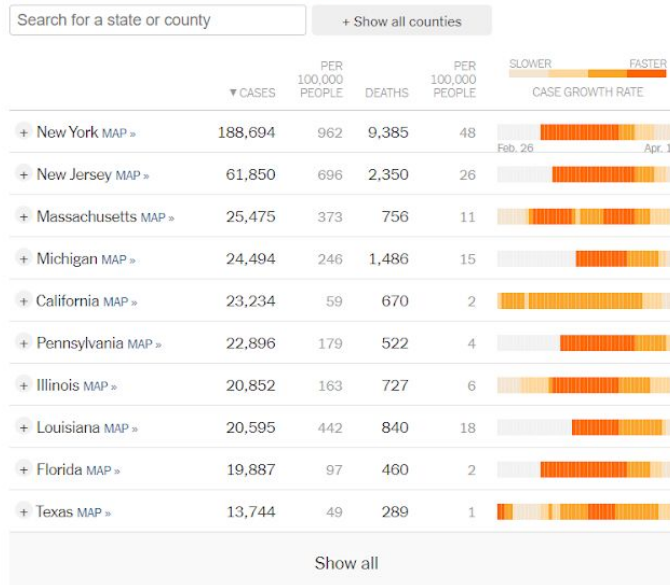 Search for a state or county
+ Show all counties
▼ CASES PER 100,000 PEOPLE DEATHS PER 100,000 PEOPLE SLOWER FASTER CASE GROWTH RATE
+ New York MAP » 188,694 962 9,385 48
Feb. 26 Apr. 1
+ New Jersey MAP » 61,850 696 2,350 26
+ Massachusetts MAP » 25,475 373 756 11
+ Michigan MAP » 24,494 246 1,486 15
+ California MAP » 23,234 59 670 2
+ Pennsylvania MAP » 22,896 179 522 4
+ Illinois MAP » 20,852 163 727 6
+ Louisiana MAP » 20,595 442 840 18
+ Florida MAP » 19,887 97 460 2
+ Texas MAP » 13,744 49 289 1
Show all